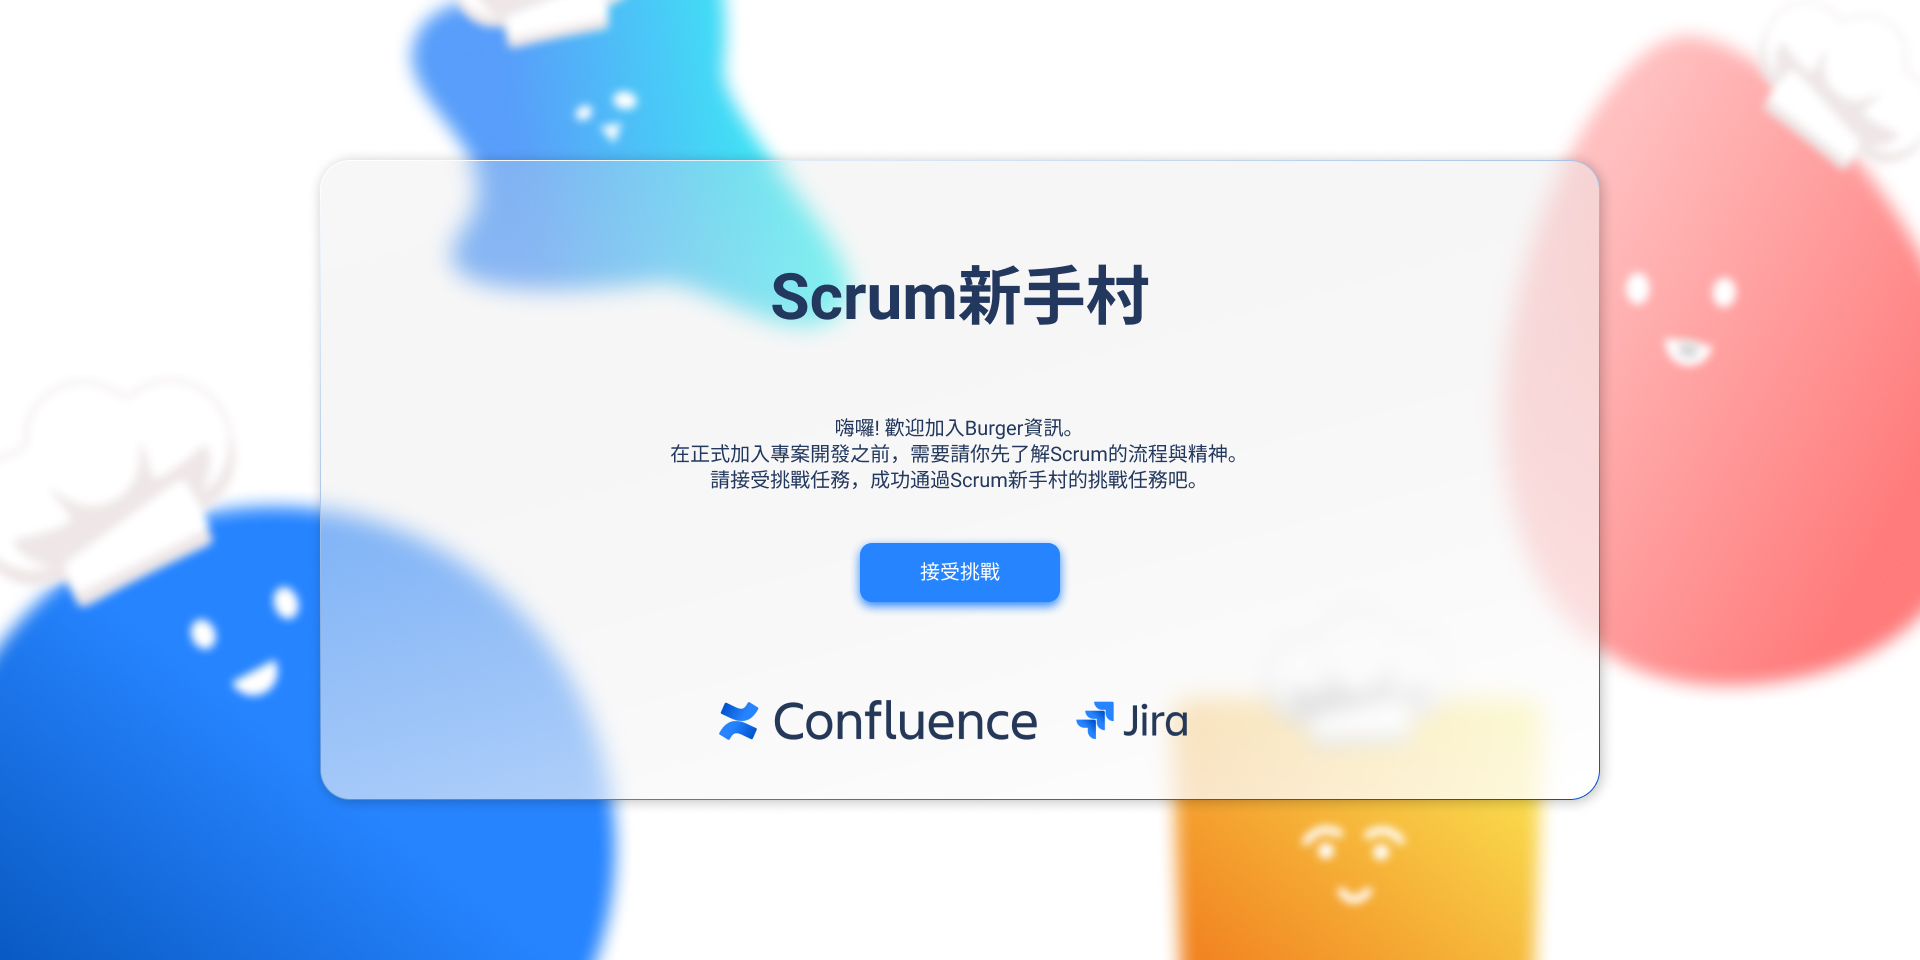 Scrum新手村
嗨囉! 歡迎加入Burger資訊。
在正式加入專案開發之前，需要請你先了解Scrum的流程與精神。
請接受挑戰任務，成功通過Scrum新手村的挑戰任務吧。
接受挑戰
Confluence Jira